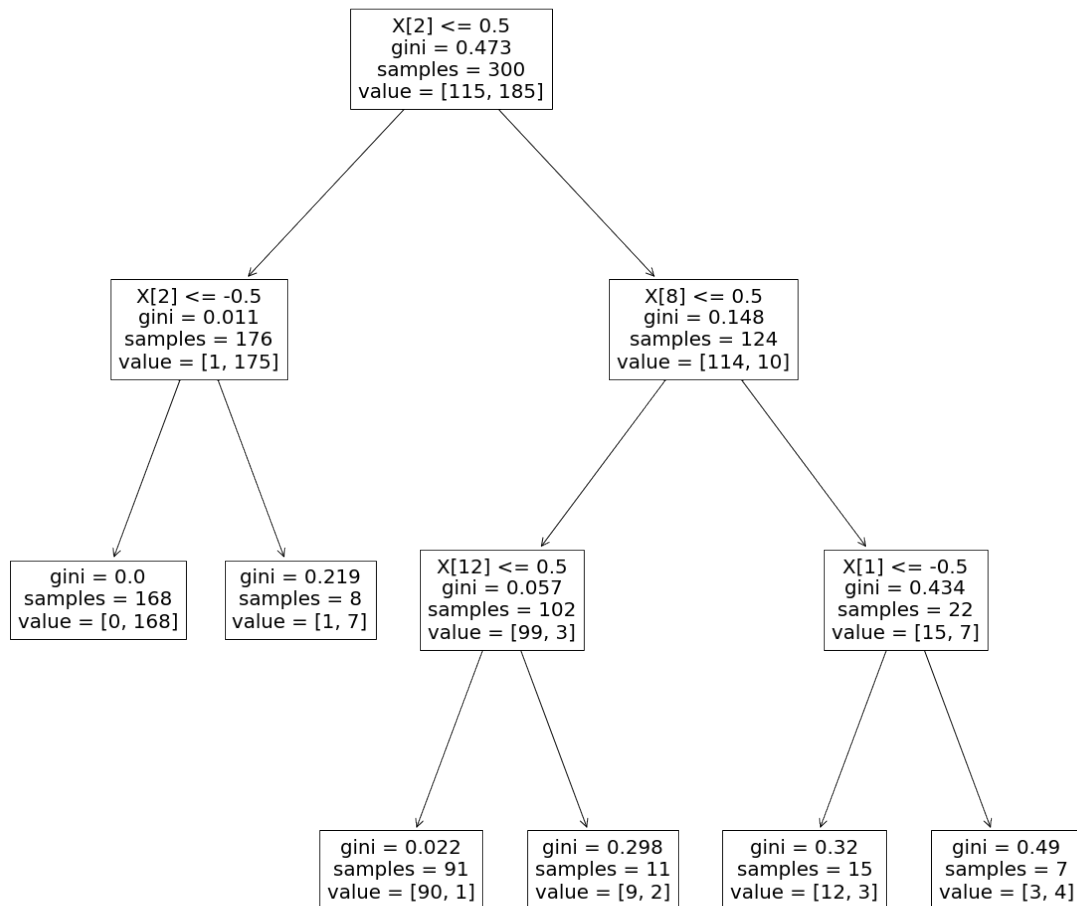 X[2] <= 0.5
gini = 0.473
samples = 300
value = [115, 185]
X[2] <= -0.5
gini = 0.011
samples = 176
value = [1, 175]
X[8] <= 0.5
gini = 0.148
samples = 124
value = [114, 10]
gini = 0.0
samples = 168
value = [0, 168]
gini = 0.219
samples = 8
value = [1, 7]
X[12] <= 0.5
gini = 0.057
samples = 102
value = [99, 3]
X[1] <= -0.5
gini = 0.434
samples = 22
value = [15, 7]
gini = 0.022
samples = 91
value = [90, 1]
gini = 0.298
samples = 11
value = [9, 2]
gini = 0.32
samples = 15
value = [12, 3]
gini = 0.49
samples = 7
value = [3, 4]